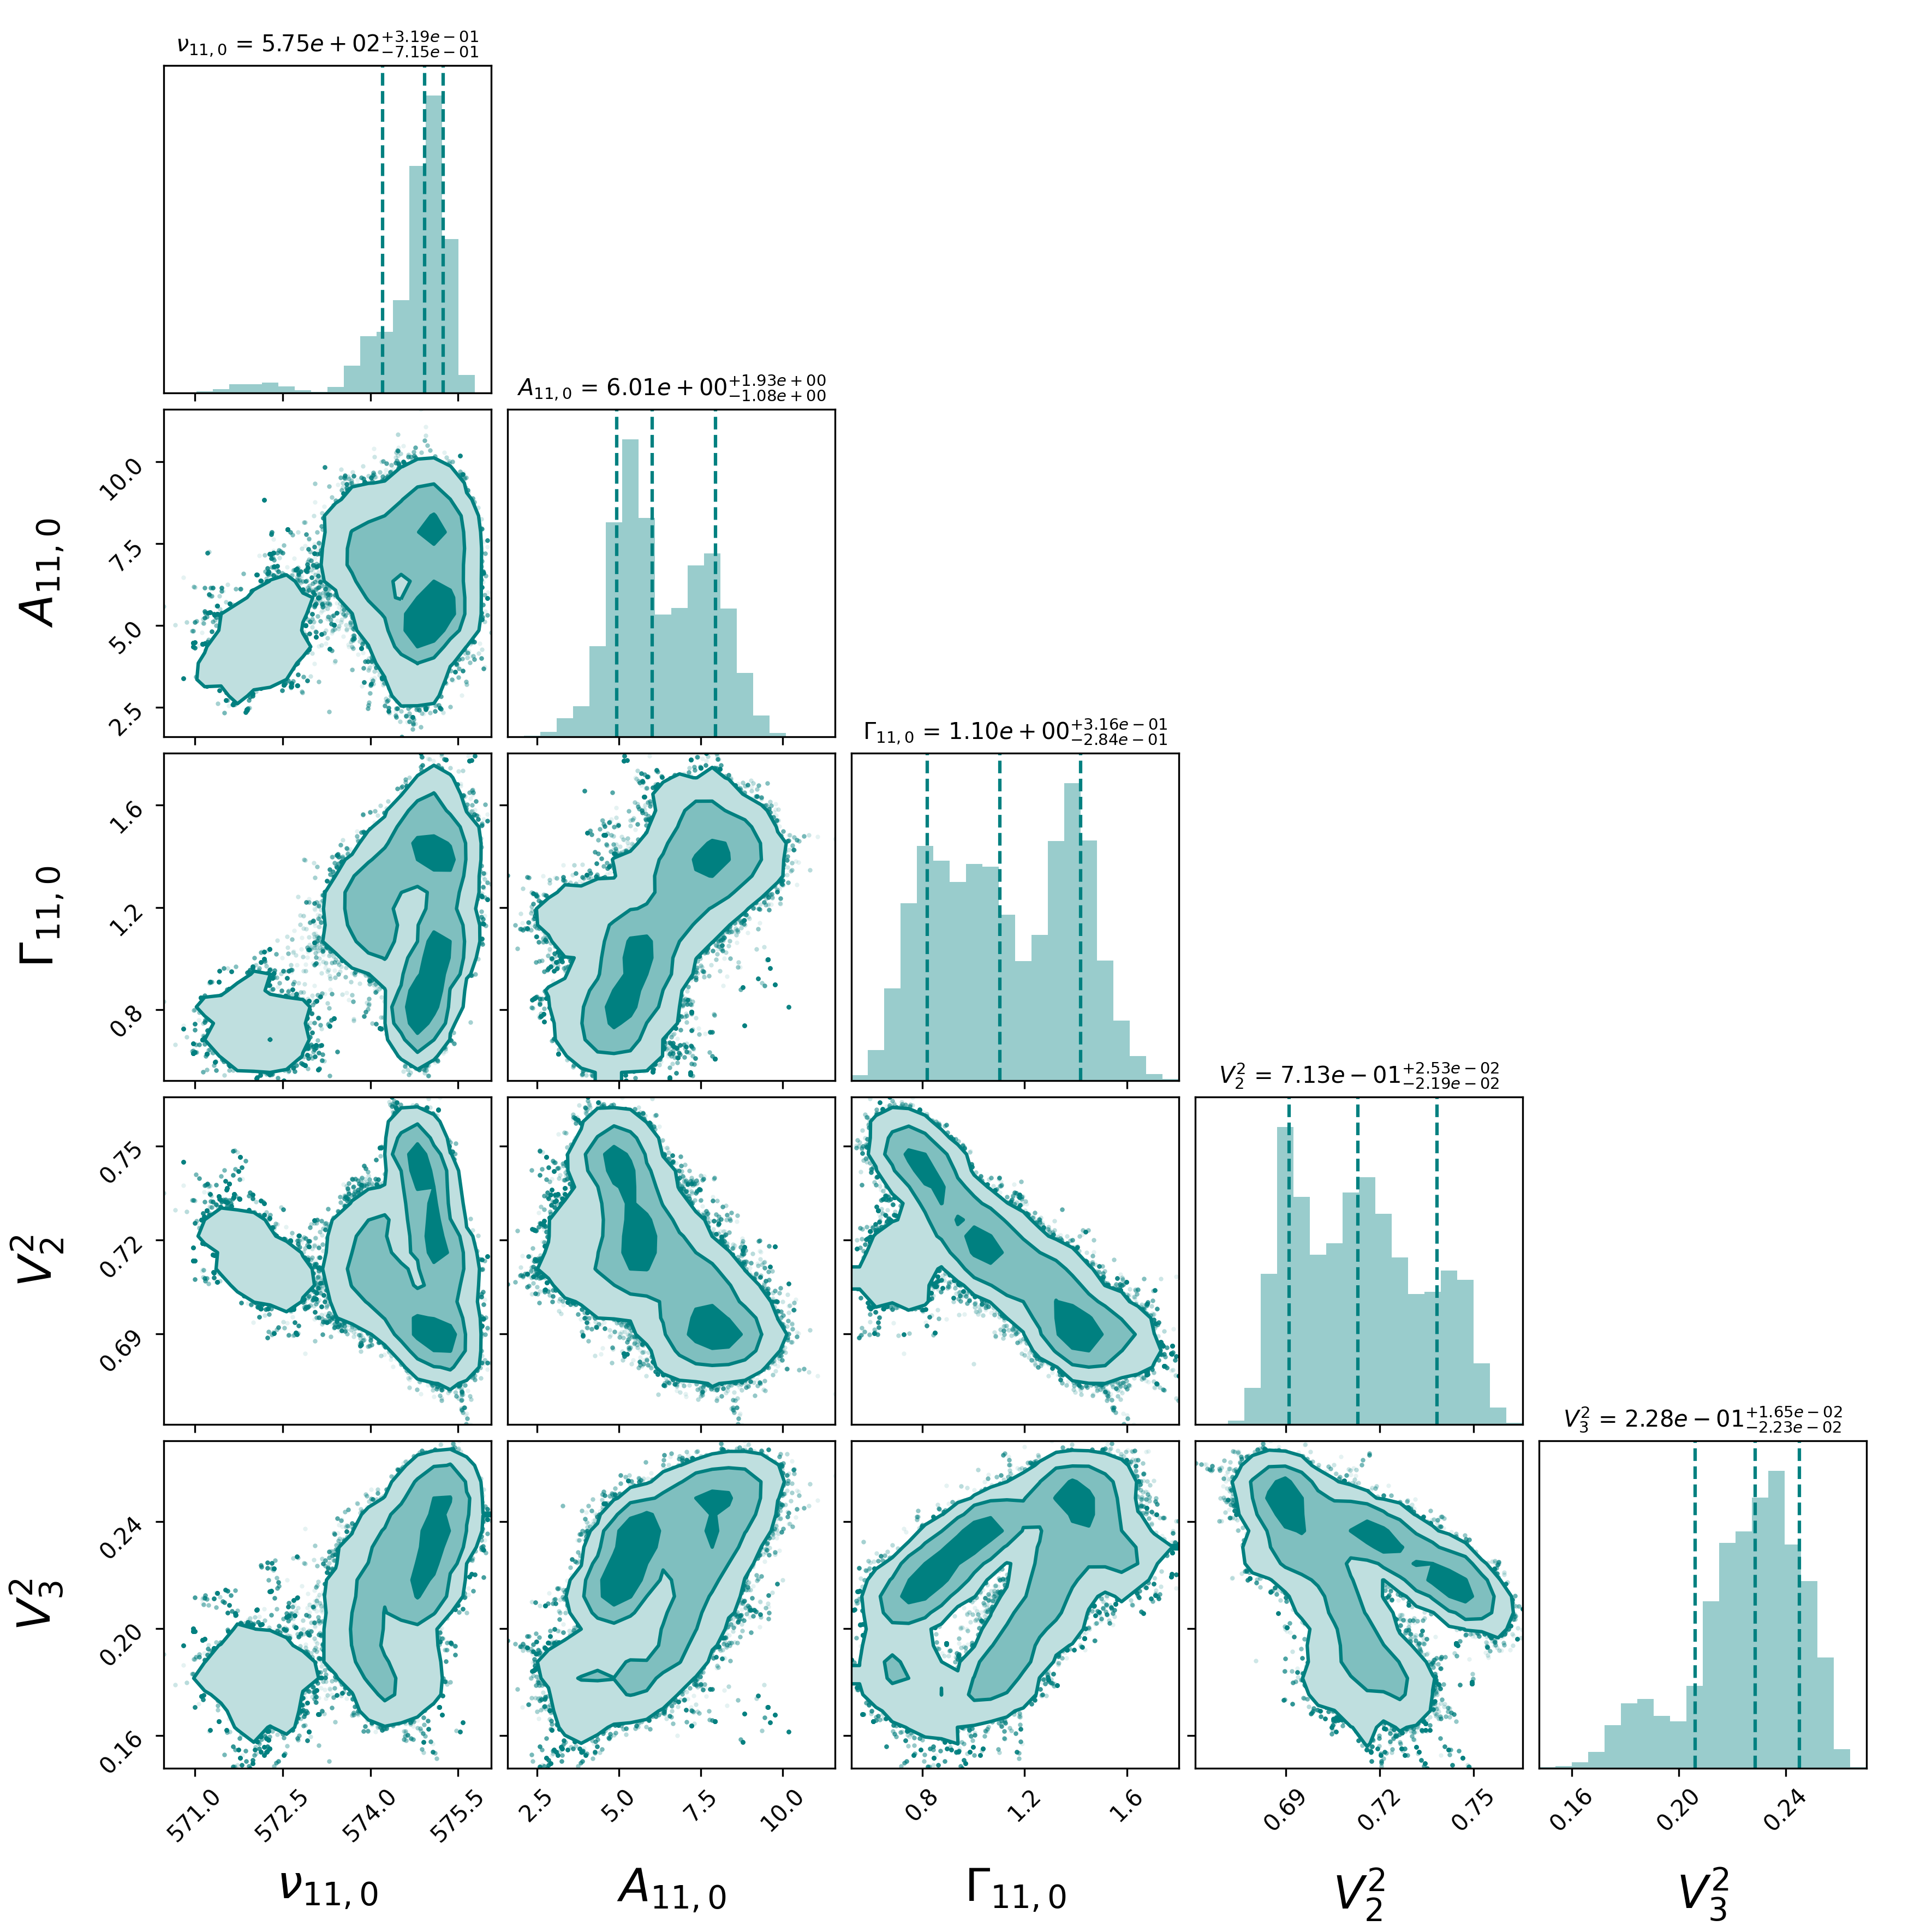 ν11,0 = 5.75e + 02 +3.19e − 01 −7.15e − 01
A11,0 = 6.01e + 00 +1.93e + 00 −1.08e + 00
10.0
7.5
5.0
2.5
A11,0
Γ11,0 = 1.10e + 00 +3.16e − 01 −2.84e − 01
1.6
1.2
0.8
Γ11,0
V²₂ = 7.13e − 01 +2.53e − 02 −2.19e − 02
0.75
0.72
0.69
V²₂
V²₃ = 2.28e − 01 +1.65e − 02 −2.23e − 02
0.24
0.20
0.16
V²₃
571.0 572.5 574.0 575.5 2.5 5.0 7.5 10.0 0.8 1.2 1.6 0.69 0.72 0.75 0.16 0.20 0.24
ν11,0 A11,0 Γ11,0 V²₂ V²₃